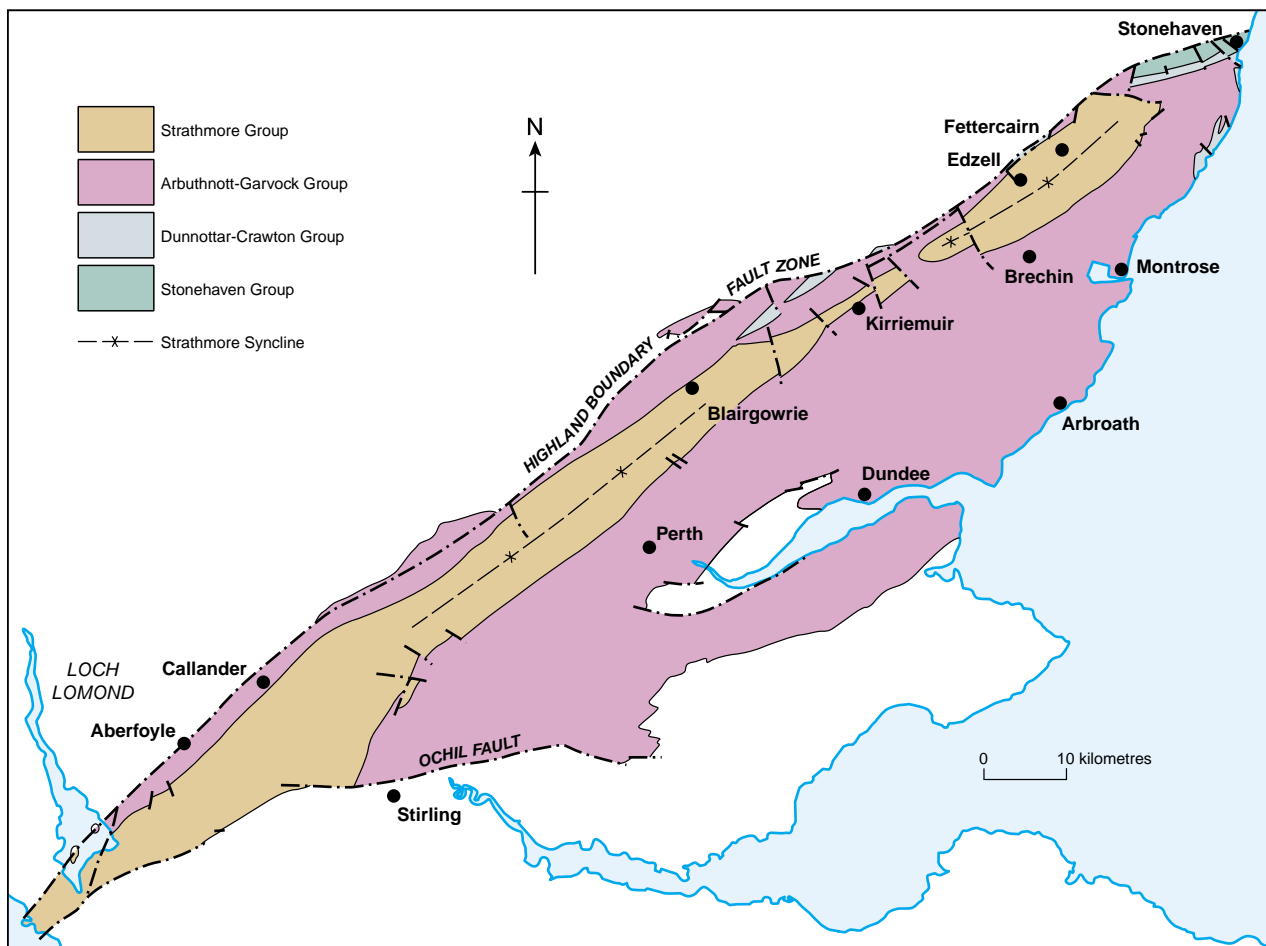 Stonehaven
Strathmore Group
Arbuthnott-Garvock Group
Dunnottar-Crawton Group
Stonehaven Group
Strathmore Syncline
N
Fettercairn
Edzell
Brechin
Montrose
HIGHLAND BOUNDARY FAULT ZONE
Kirriemuir
Blairgowrie
Arbroath
Dundee
Perth
LOCH
LOMOND
Callander
Aberfoyle
OCHIL FAULT
Stirling
0 10 kilometres